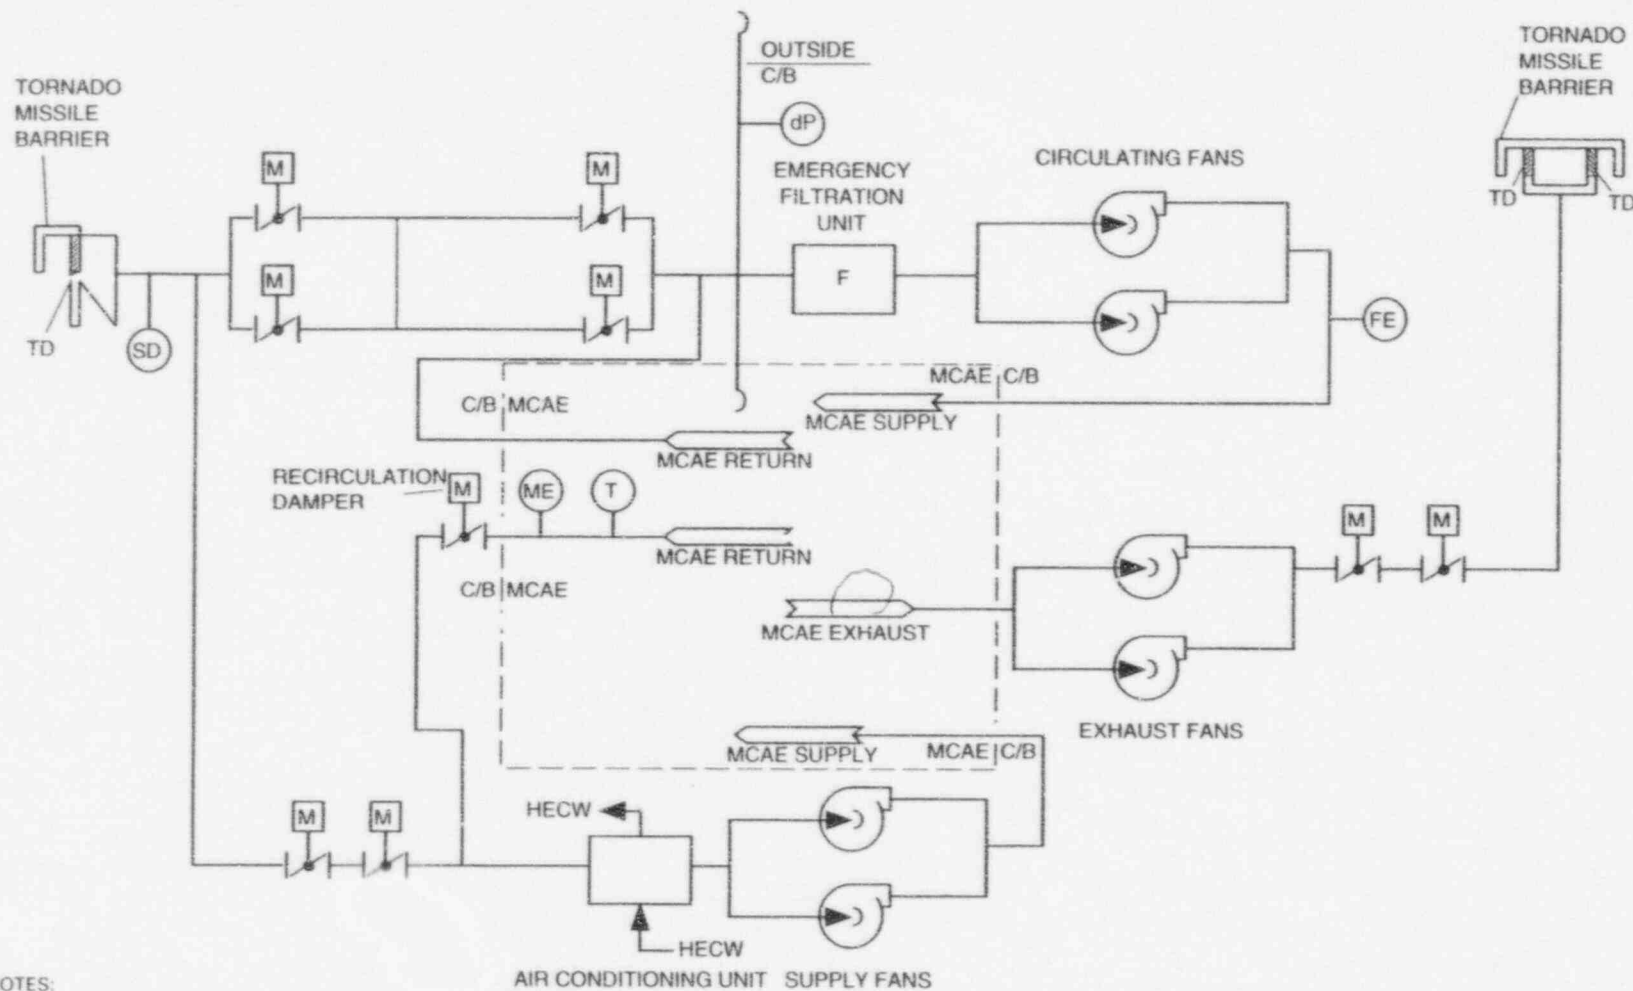 OUTSIDE
C/B
TORNADO
MISSILE
BARRIER
TORNADO
MISSILE
BARRIER
dP
CIRCULATING FANS
M
M
EMERGENCY
FILTRATION
UNIT
TD
TD
M
M
F
TD
SD
FE
MCAE C/B
C/B MCAE
MCAE SUPPLY
MCAE RETURN
RECIRCULATION
DAMPER
M
ME
T
MCAE RETURN
M
M
C/B MCAE
MCAE EXHAUST
EXHAUST FANS
MCAE SUPPLY
MCAE C/B
M
M
HECW
HECW
AIR CONDITIONING UNIT
SUPPLY FANS
OTES: